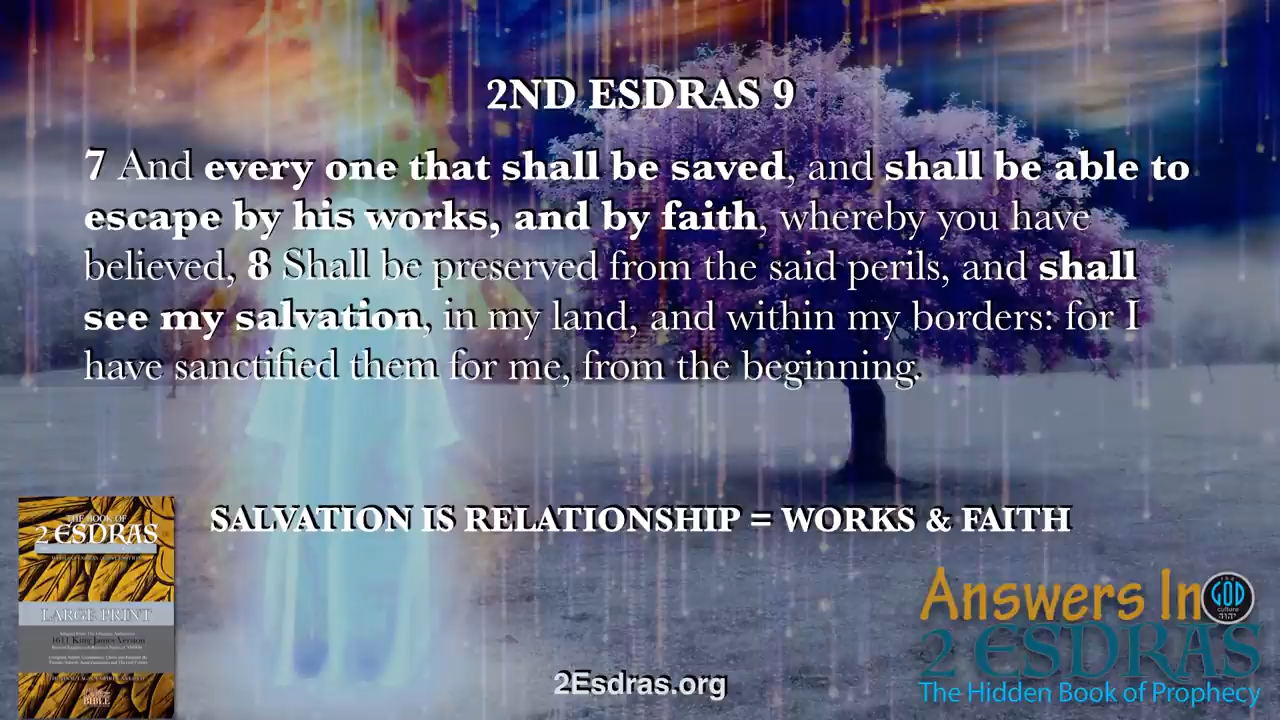 2ND ESDRAS 9
7 And every one that shall be saved, and shall be able to
escape by his works, and by faith, whereby you have
believed, 8 Shall be preserved from the said perils, and shall
see my salvation, in my land, and within my borders: for I
have sanctified them for me, from the beginning.
SALVATION IS RELATIONSHIP = WORKS & FAITH
THE BOOK OF
2 ESDRAS
LARGE PRINT
1611 King James Version
BIBLE
Answers In
the
GOD
culture
2 ESDRAS
The Hidden Book of Prophecy
2Esdras.org